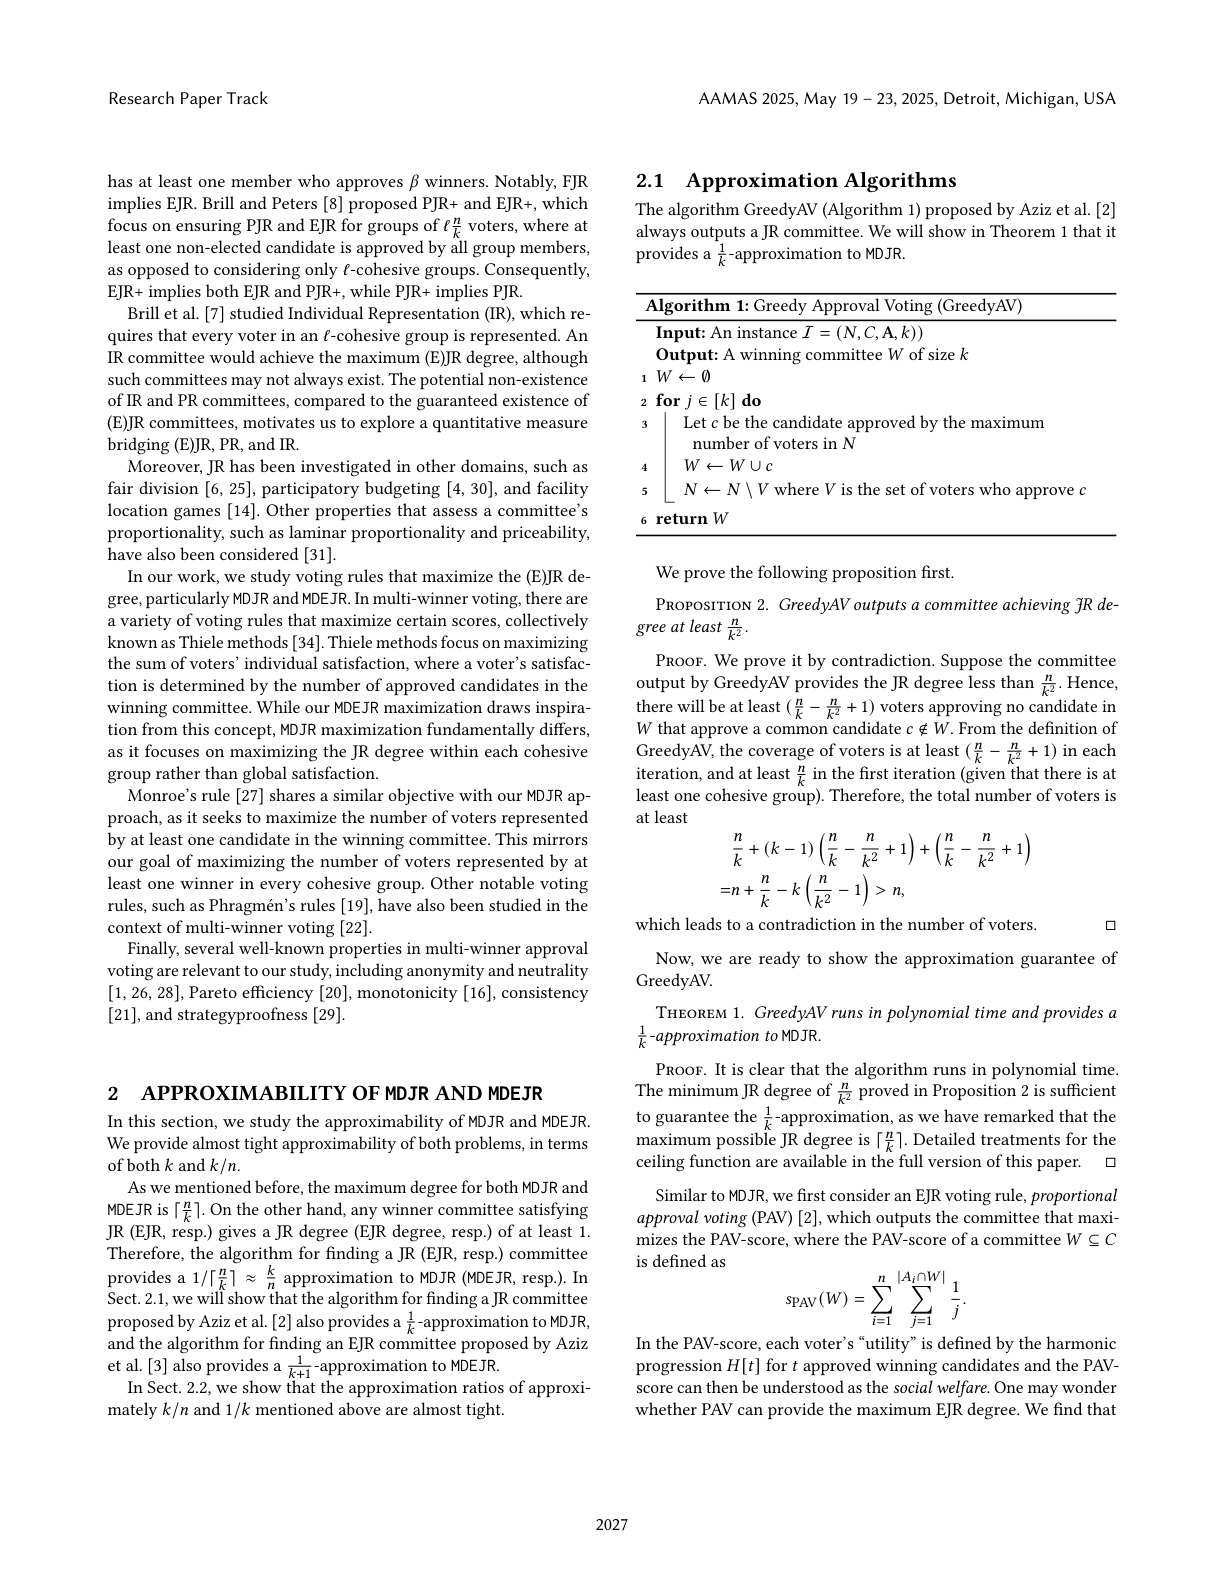 Research Paper Track
AAMAS 2025, May 19 – 23, 2025, Detroit, Michigan, USA
has at least one member who approves β winners. Notably, FJR
implies EJR. Brill and Peters [8] proposed PJR+ and EJR+, which
focus on ensuring PJR and EJR for groups of ℓ n/k voters, where at
least one non-elected candidate is approved by all group members,
as opposed to considering only ℓ-cohesive groups. Consequently,
EJR+ implies both EJR and PJR+, while PJR+ implies PJR.
Brill et al. [7] studied Individual Representation (IR), which re-
quires that every voter in an ℓ-cohesive group is represented. An
IR committee would achieve the maximum (E)JR degree, although
such committees may not always exist. The potential non-existence
of IR and PR committees, compared to the guaranteed existence of
(E)JR committees, motivates us to explore a quantitative measure
bridging (E)JR, PR, and IR.
Moreover, JR has been investigated in other domains, such as
fair division [6, 25], participatory budgeting [4, 30], and facility
location games [14]. Other properties that assess a committee's
proportionality, such as laminar proportionality and priceability,
have also been considered [31].
In our work, we study voting rules that maximize the (E)JR de-
gree, particularly MDJR and MDEJR. In multi-winner voting, there are
a variety of voting rules that maximize certain scores, collectively
known as Thiele methods [34]. Thiele methods focus on maximizing
the sum of voters' individual satisfaction, where a voter's satisfac-
tion is determined by the number of approved candidates in the
winning committee. While our MDEJR maximization draws inspira-
tion from this concept, MDJR maximization fundamentally differs,
as it focuses on maximizing the JR degree within each cohesive
group rather than global satisfaction.
Monroe's rule [27] shares a similar objective with our MDJR ap-
proach, as it seeks to maximize the number of voters represented
by at least one candidate in the winning committee. This mirrors
our goal of maximizing the number of voters represented by at
least one winner in every cohesive group. Other notable voting
rules, such as Phragmén's rules [19], have also been studied in the
context of multi-winner voting [22].
Finally, several well-known properties in multi-winner approval
voting are relevant to our study, including anonymity and neutrality
[1, 26, 28], Pareto efficiency [20], monotonicity [16], consistency
[21], and strategyproofness [29].
2 APPROXIMABILITY OF MDJR AND MDEJR
In this section, we study the approximability of MDJR and MDEJR.
We provide almost tight approximability of both problems, in terms
of both k and k/n.
As we mentioned before, the maximum degree for both MDJR and
MDEJR is ⌈n/k⌉. On the other hand, any winner committee satisfying
JR (EJR, resp.) gives a JR degree (EJR degree, resp.) of at least 1.
Therefore, the algorithm for finding a JR (EJR, resp.) committee
provides a 1/⌈n/k⌉ ≈ k/n approximation to MDJR (MDEJR, resp.). In
Sect. 2.1, we will show that the algorithm for finding a JR committee
proposed by Aziz et al. [2] also provides a 1/k-approximation to MDJR,
and the algorithm for finding an EJR committee proposed by Aziz
et al. [3] also provides a 1/(k+1)-approximation to MDEJR.
In Sect. 2.2, we show that the approximation ratios of approxi-
mately k/n and 1/k mentioned above are almost tight.
2.1 Approximation Algorithms
The algorithm GreedyAV (Algorithm 1) proposed by Aziz et al. [2]
always outputs a JR committee. We will show in Theorem 1 that it
provides a 1/k-approximation to MDJR.
Algorithm 1: Greedy Approval Voting (GreedyAV)
Input: An instance I = (N, C, A, k))
Output: A winning committee W of size k
1 W ← ∅
2 for j ∈ [k] do
3 Let c be the candidate approved by the maximum
number of voters in N
4 W ← W ∪ c
5 N ← N \ V where V is the set of voters who approve c
6 return W
We prove the following proposition first.
Proposition 2. GreedyAV outputs a committee achieving JR de-
gree at least n/k².
Proof. We prove it by contradiction. Suppose the committee
output by GreedyAV provides the JR degree less than n/k². Hence,
there will be at least (n/k − n/k² + 1) voters approving no candidate in
W that approve a common candidate c ∉ W. From the definition of
GreedyAV, the coverage of voters is at least (n/k − n/k² + 1) in each
iteration, and at least n/k in the first iteration (given that there is at
least one cohesive group). Therefore, the total number of voters is
at least
n/k + (k − 1) (n/k − n/k² + 1) + (n/k − n/k² + 1)
=n + n/k − k (n/k² − 1) > n,
which leads to a contradiction in the number of voters. □
Now, we are ready to show the approximation guarantee of
GreedyAV.
Theorem 1. GreedyAV runs in polynomial time and provides a
1/k-approximation to MDJR.
Proof. It is clear that the algorithm runs in polynomial time.
The minimum JR degree of n/k² proved in Proposition 2 is sufficient
to guarantee the 1/k-approximation, as we have remarked that the
maximum possible JR degree is ⌈n/k⌉. Detailed treatments for the
ceiling function are available in the full version of this paper. □
Similar to MDJR, we first consider an EJR voting rule, proportional
approval voting (PAV) [2], which outputs the committee that maxi-
mizes the PAV-score, where the PAV-score of a committee W ⊆ C
is defined as
s_PAV(W) = ∑_{i=1}^{n} ∑_{j=1}^{|A_i∩W|} 1/j.
In the PAV-score, each voter's “utility” is defined by the harmonic
progression H[t] for t approved winning candidates and the PAV-
score can then be understood as the social welfare. One may wonder
whether PAV can provide the maximum EJR degree. We find that
2027